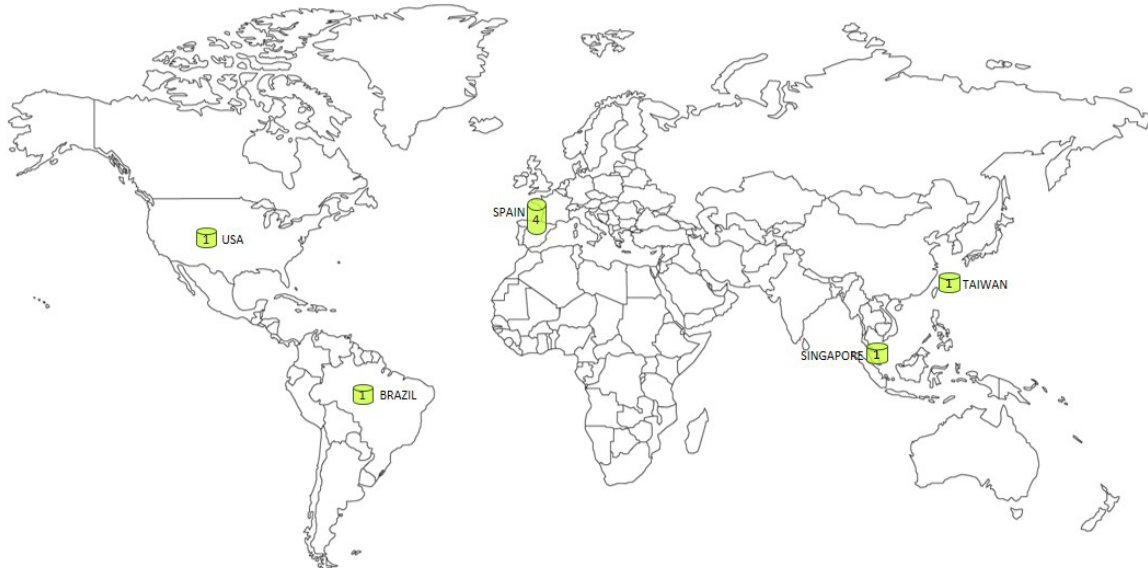 SPAIN 4
1 USA
1 TAIWAN
SINGAPORE 1
1 BRAZIL